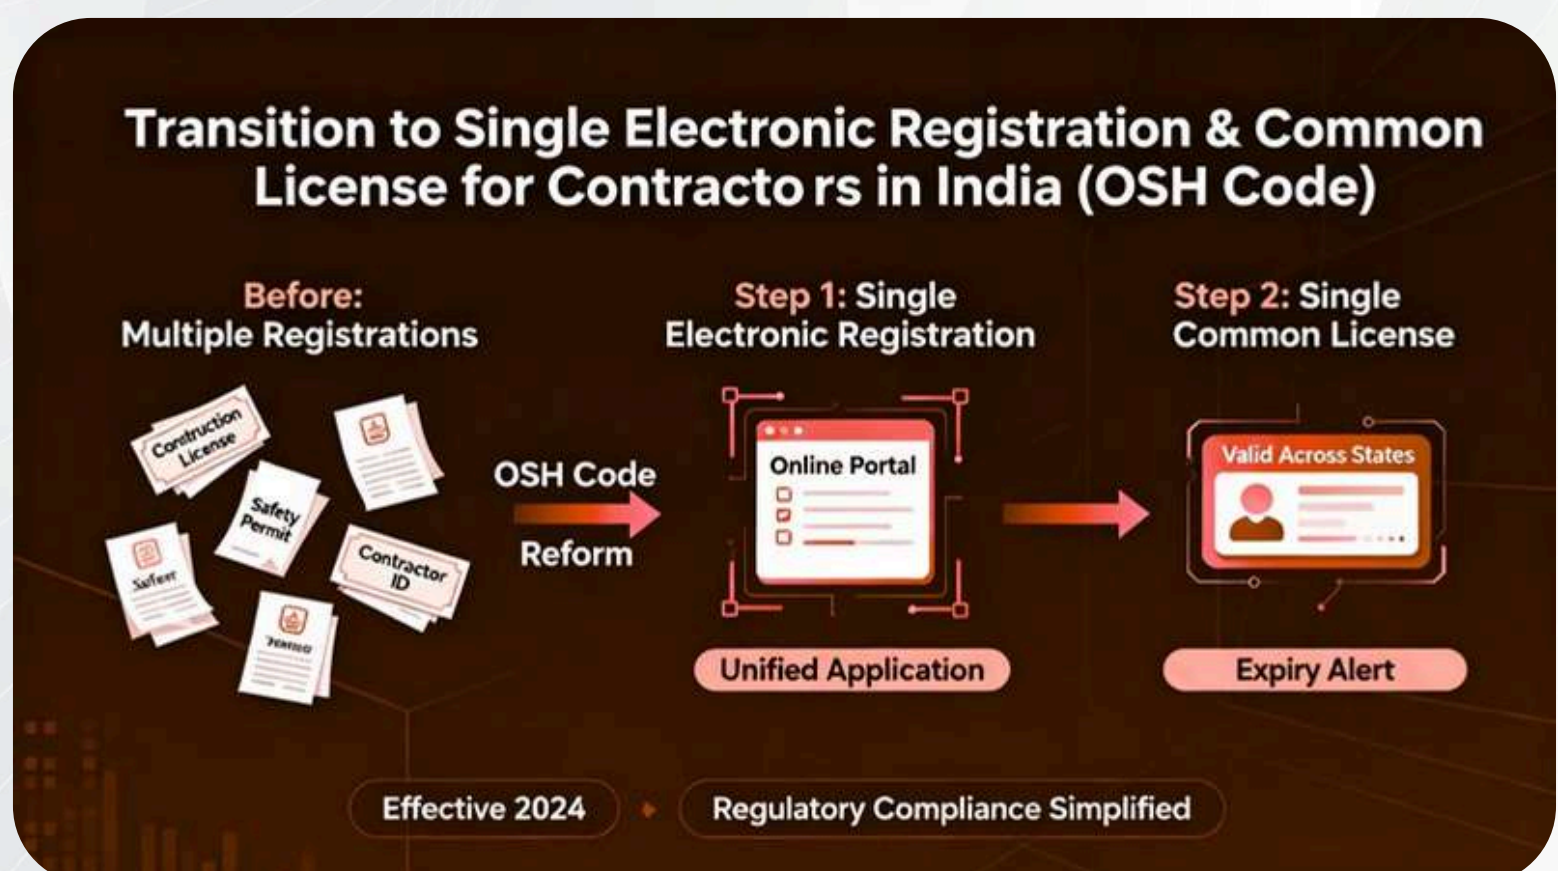 Transition to Single Electronic Registration & Common
License for Contracto rs in India (OSH Code)
Before:
Multiple Registrations
Construction
License
Safety
Permit
Contractor
ID
OSH Code
Reform
Step 1: Single
Electronic Registration
Online Portal
Unified Application
Step 2: Single
Common License
Valid Across States
Expiry Alert
Effective 2024
Regulatory Compliance Simplified